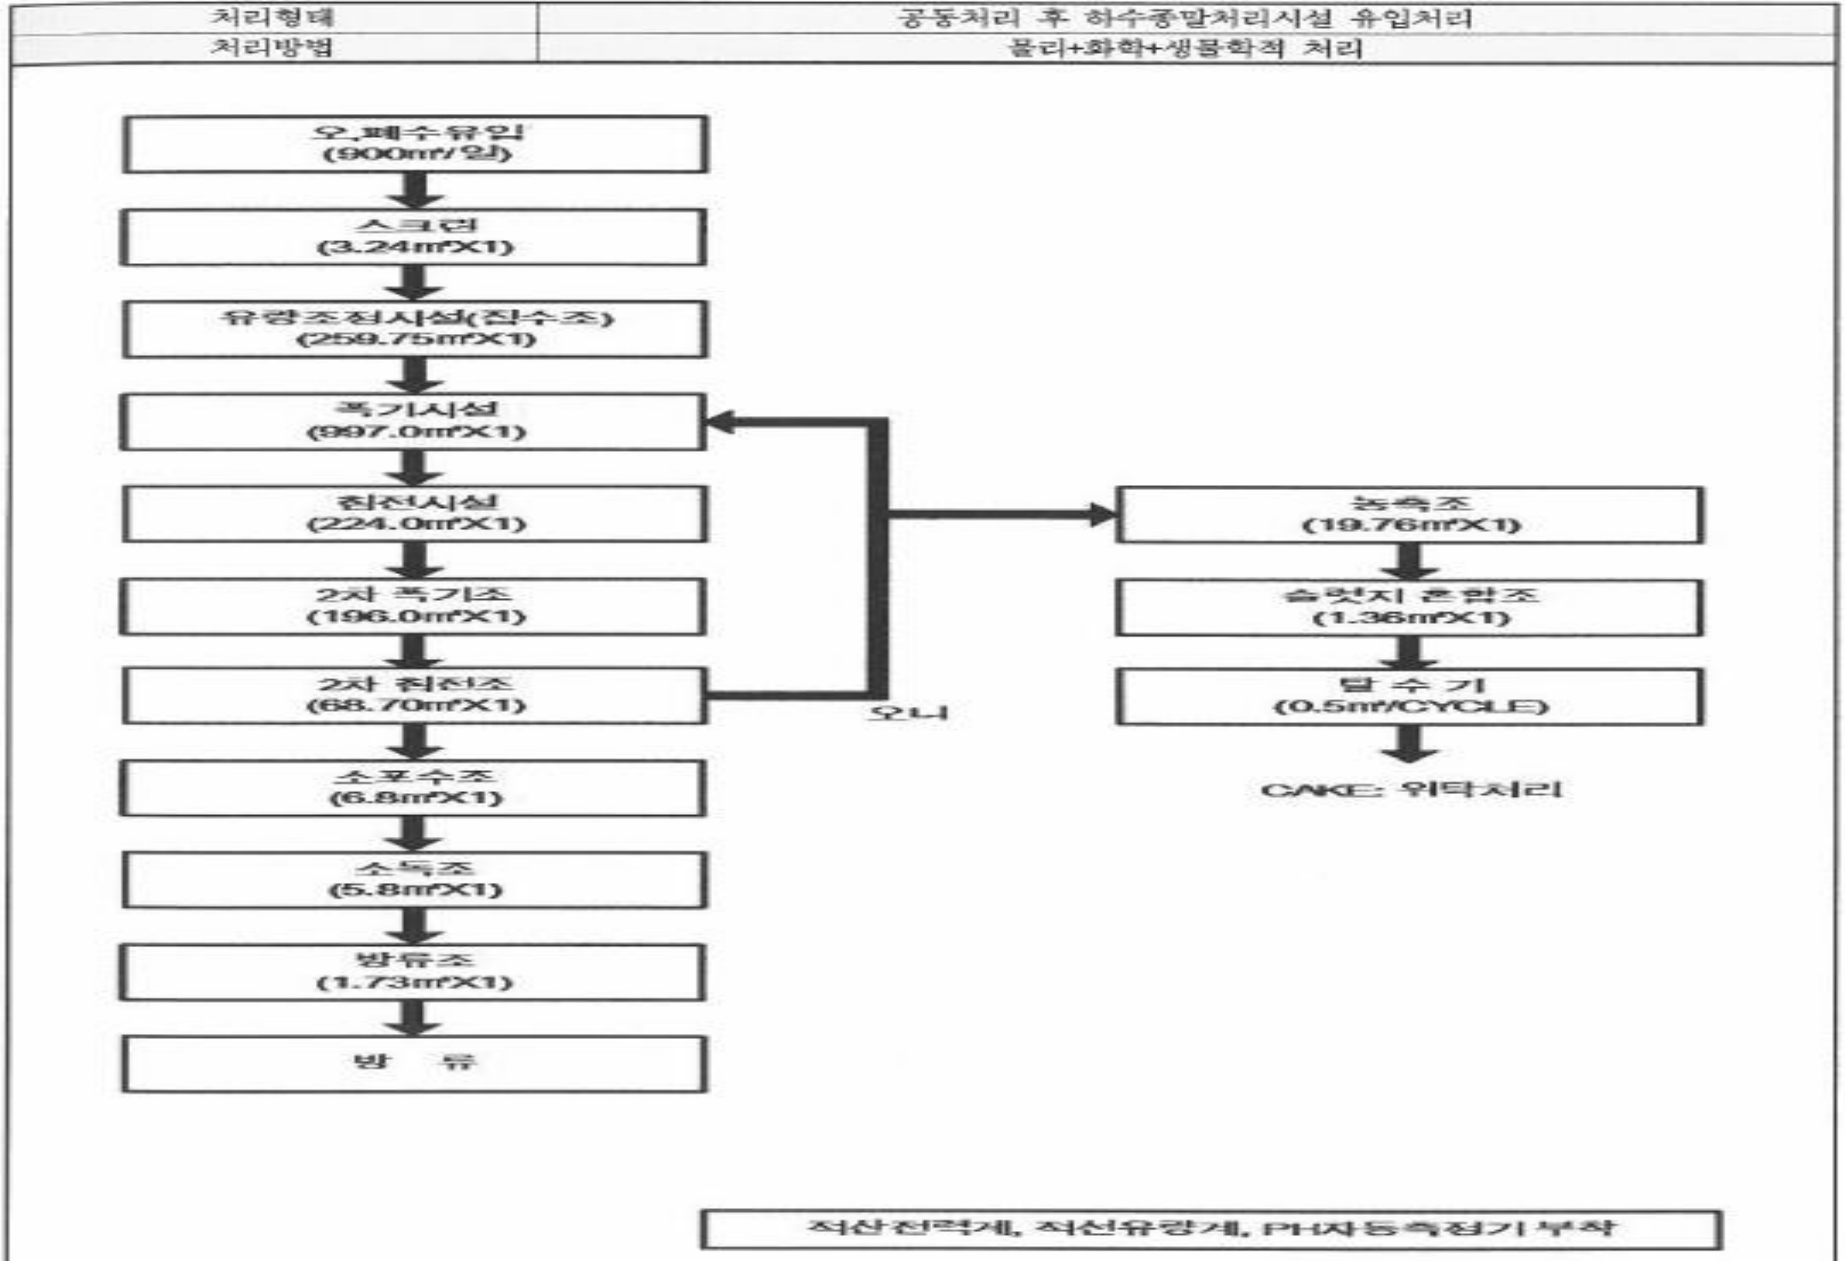 처리형태 공동처리 후 하수종말처리시설 유입처리
처리방법 물리+화학+생물학적 처리
오,폐수유입
(900㎥/일)
스크린
(3.24㎥X1)
유량조정시설(집수조)
(259.75㎥X1)
폭기시설
(997.0㎥X1)
침전시설
(224.0㎥X1)
2차 폭기조
(196.0㎥X1)
2차 침전조
(68.70㎥X1)
오니
소포수조
(6.8㎥X1)
소독조
(5.8㎥X1)
방류조
(1.73㎥X1)
방 류
농축조
(19.76㎥X1)
슬럿지 혼합조
(1.36㎥X1)
탈 수 기
(0.5㎥/CYCLE)
CAKE: 위탁처리
적산전력계, 적선유량계, PH자동측정기 부착